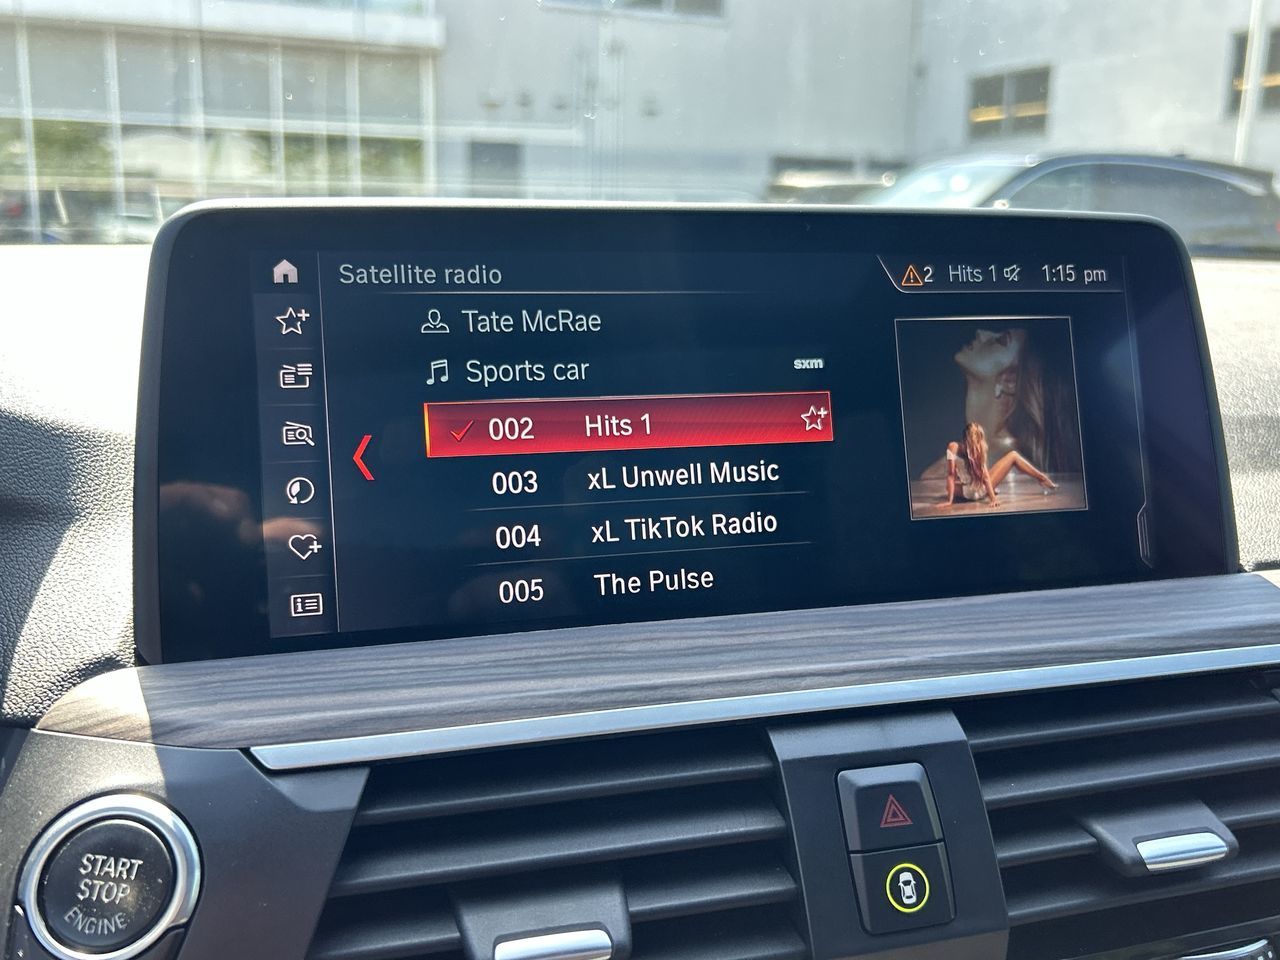 Satellite radio
2 Hits 1 1:15 pm
Tate McRae
Sports car sxm
002 Hits 1
003 xL Unwell Music
004 xL TikTok Radio
005 The Pulse
START
STOP
ENGINE